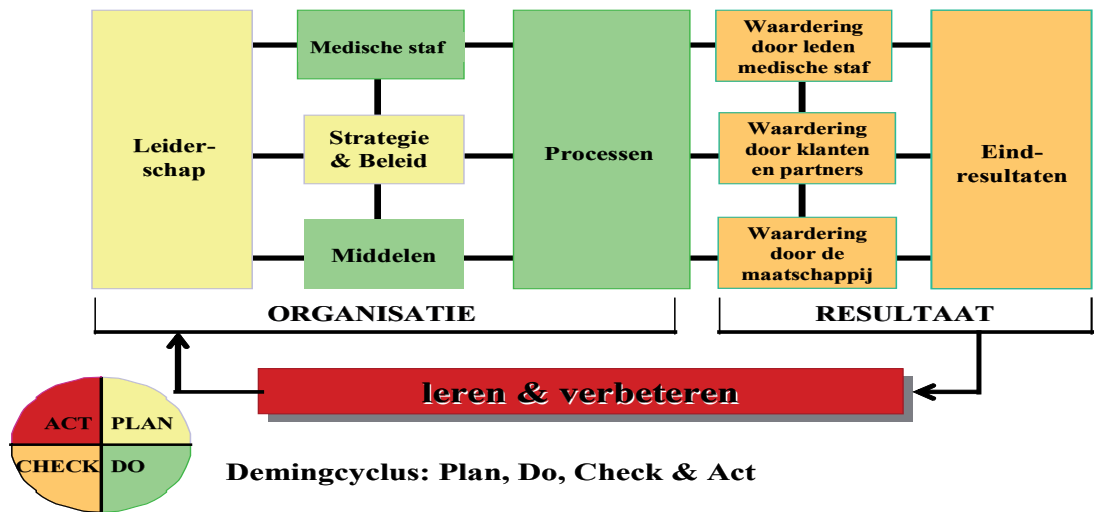 Leider-
schap
Medische staf
Strategie
& Beleid
Middelen
Processen
Waardering
door leden
medische staf
Waardering
door klanten
en partners
Waardering
door de
maatschappij
Eind-
resultaten
ORGANISATIE
RESULTAAT
leren & verbeteren
ACT
PLAN
CHECK
DO
Demingcyclus: Plan, Do, Check & Act